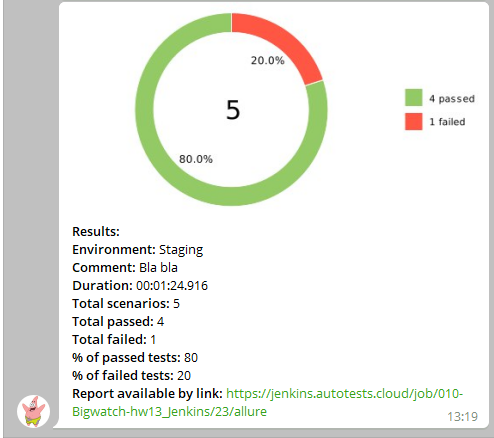 20.0%
4 passed
5
1 failed
80.0%
Results:
Environment: Staging
Comment: Bla bla
Duration: 00:01:24.916
Total scenarios: 5
Total passed: 4
Total failed: 1
% of passed tests: 80
% of failed tests: 20
Report available by link: https://jenkins.autotests.cloud/job/010-
Bigwatch-hw13_Jenkins/23/allure
13:19